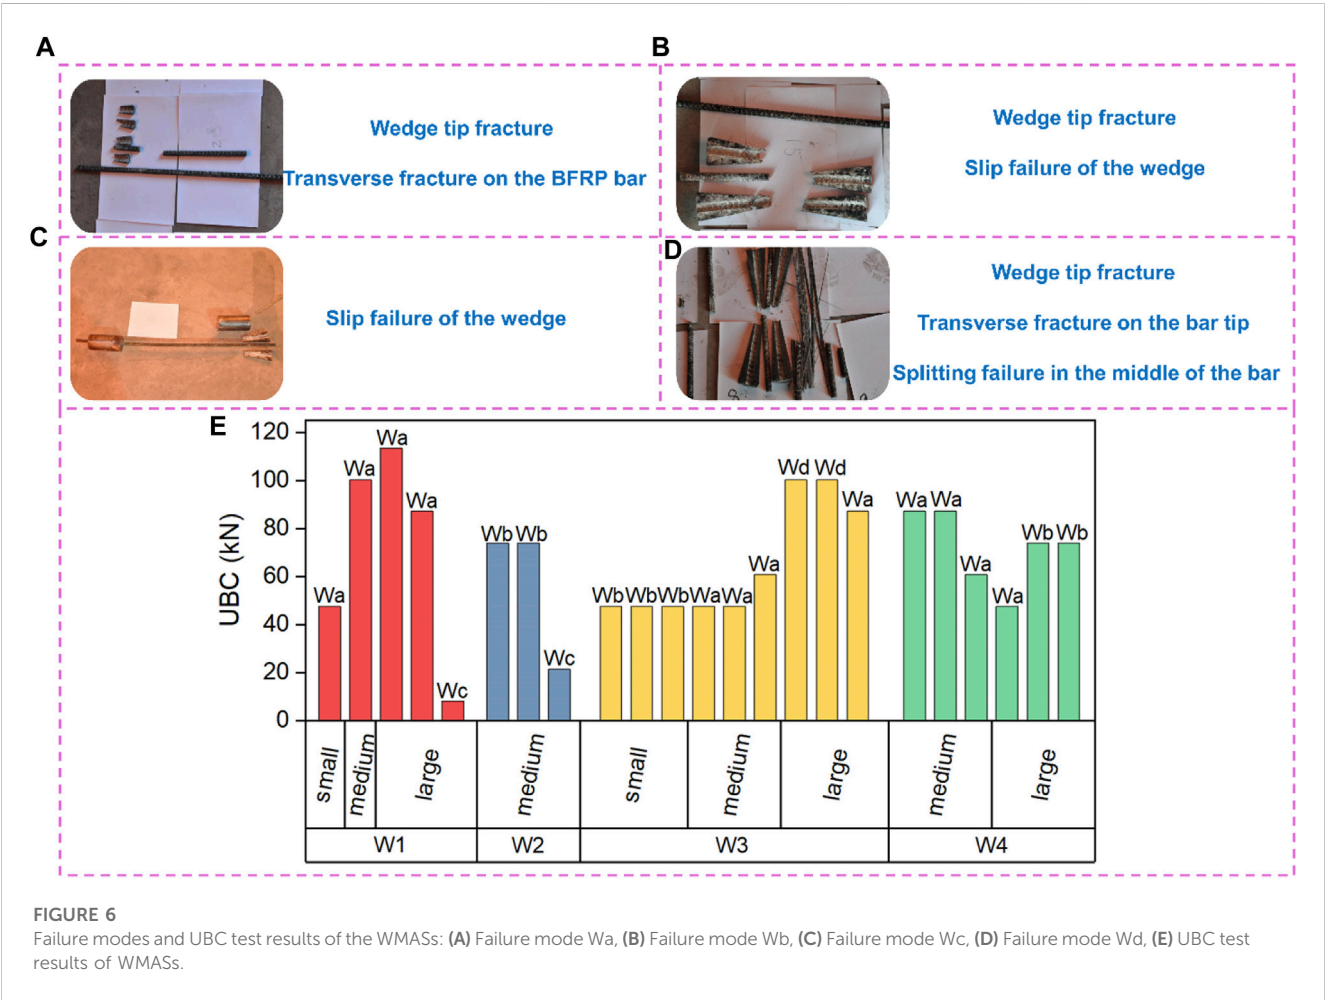 A
Wedge tip fracture
Transverse fracture on the BFRP bar
B
Wedge tip fracture
Slip failure of the wedge
C
Slip failure of the wedge
D
Wedge tip fracture
Transverse fracture on the bar tip
Splitting failure in the middle of the bar
E
UBC (kN)
120
100
80
60
40
20
0
Wa Wa Wa Wa Wc
Wb Wb Wc
Wb Wb Wb Wa Wa Wa Wd Wd Wa
Wa Wa Wa Wa Wb Wb
small medium large medium small medium large medium large
W1 W2 W3 W4
FIGURE 6
Failure modes and UBC test results of the WMASs: (A) Failure mode Wa, (B) Failure mode Wb, (C) Failure mode Wc, (D) Failure mode Wd, (E) UBC test
results of WMASs.